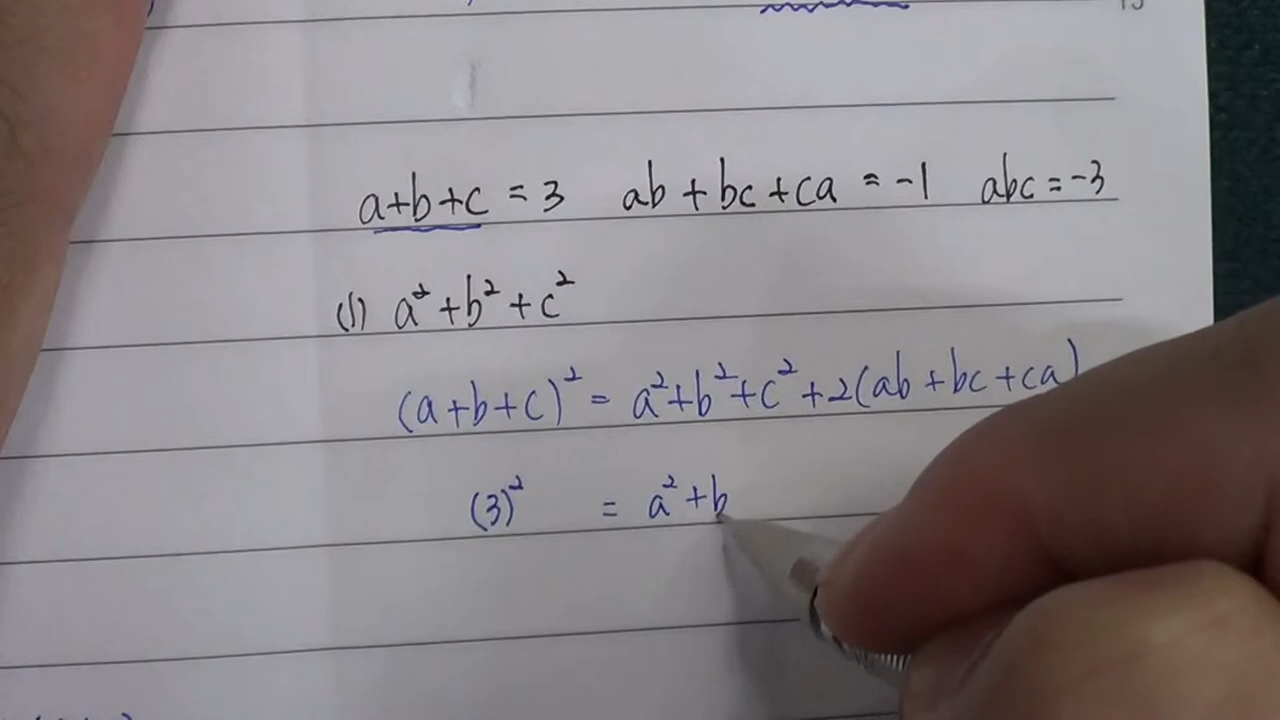 a+b+c = 3 ab + bc + ca = -1 abc = -3
(1) a² + b² + c²
(a+b+c)² = a²+b²+c²+2(ab+bc+ca)
(3)² = a² + b